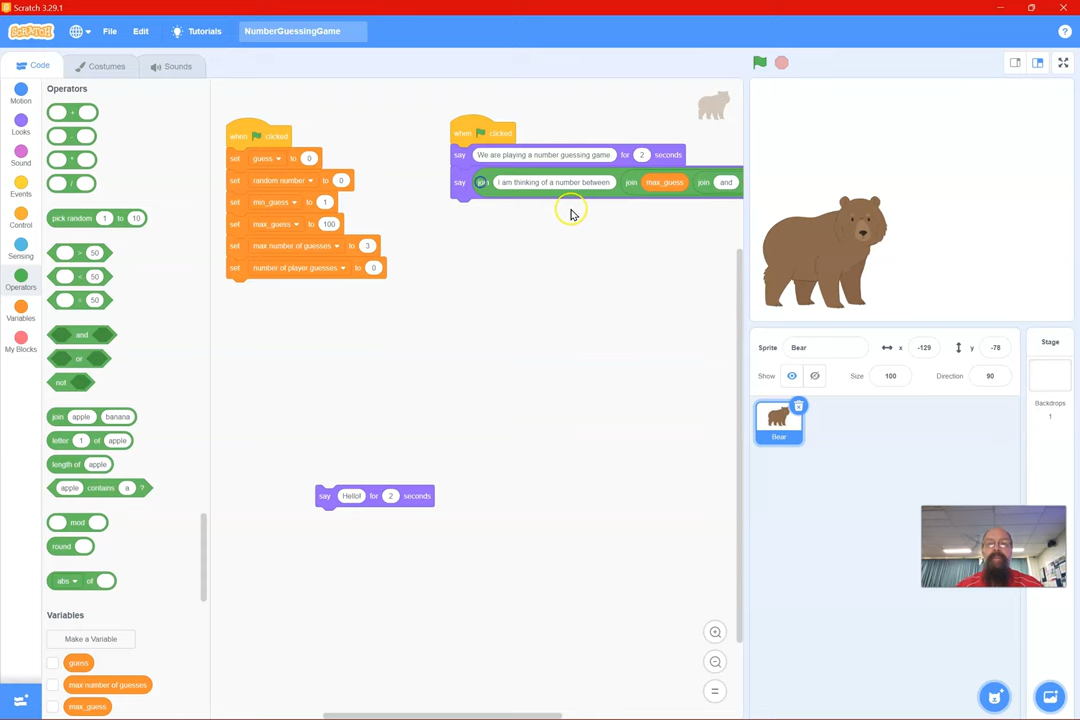 Scratch 3.29.1
SCRATCH File Edit Tutorials NumberGuessingGame ?
Code Costumes Sounds
Motion
Looks
Sound
Events
Control
Sensing
Operators
Variables
My Blocks
Operators
+
-
*
/
pick random 1 to 10
> 50
< 50
= 50
and
or
not
join apple banana
letter 1 of apple
length of apple
apple contains a ?
mod
round
abs of
Variables
Make a Variable
guess
max number of guesses
max_guess
when clicked
set guess to 0
set random number to 0
set mn_guess to 1
set max_guess to 100
set max number of guesses to 3
set number of player guesses to 0
when clicked
say We are playing a number guessing game for 2 seconds
say join I am thinking of a number between join max_guess join and
say Hello! for 2 seconds
Sprite Bear x -129 y -78
Show Size 100 Direction 90
Bear
Stage
Backdrops
1